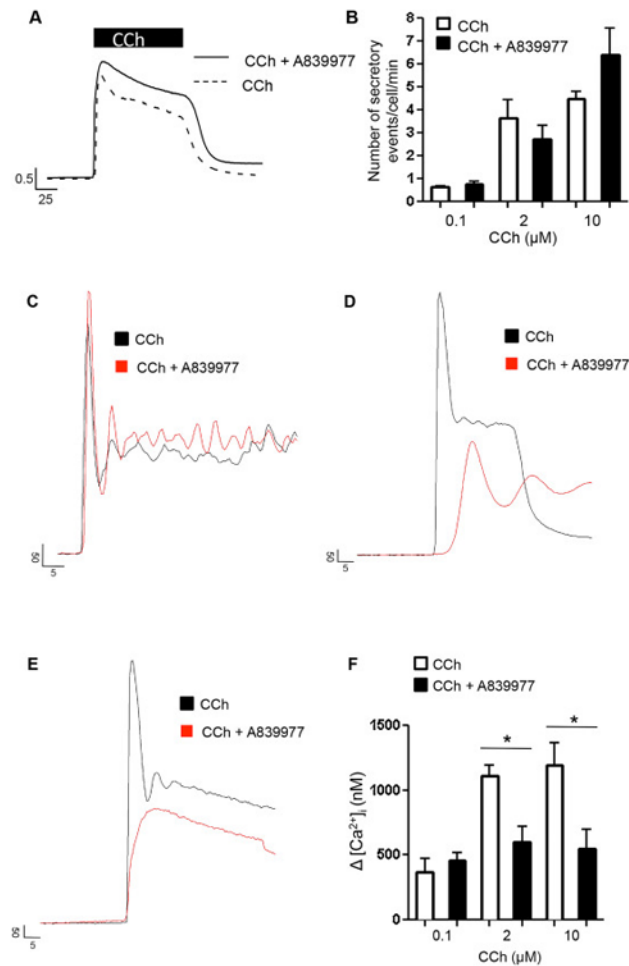 A
CCh
CCh + A839977
CCh
0.5
25
B
Number of secretory
events/cell/min
8
7
6
5
4
3
2
1
0
CCh
CCh + A839977
0.1
2
10
CCh (µM)
C
CCh
CCh + A839977
50
5
D
CCh
CCh + A839977
50
5
E
CCh
CCh + A839977
50
5
F
CCh
CCh + A839977
Δ [Ca²⁺]ᵢ (nM)
1500
1000
500
0
*
*
0.1
2
10
CCh (µM)